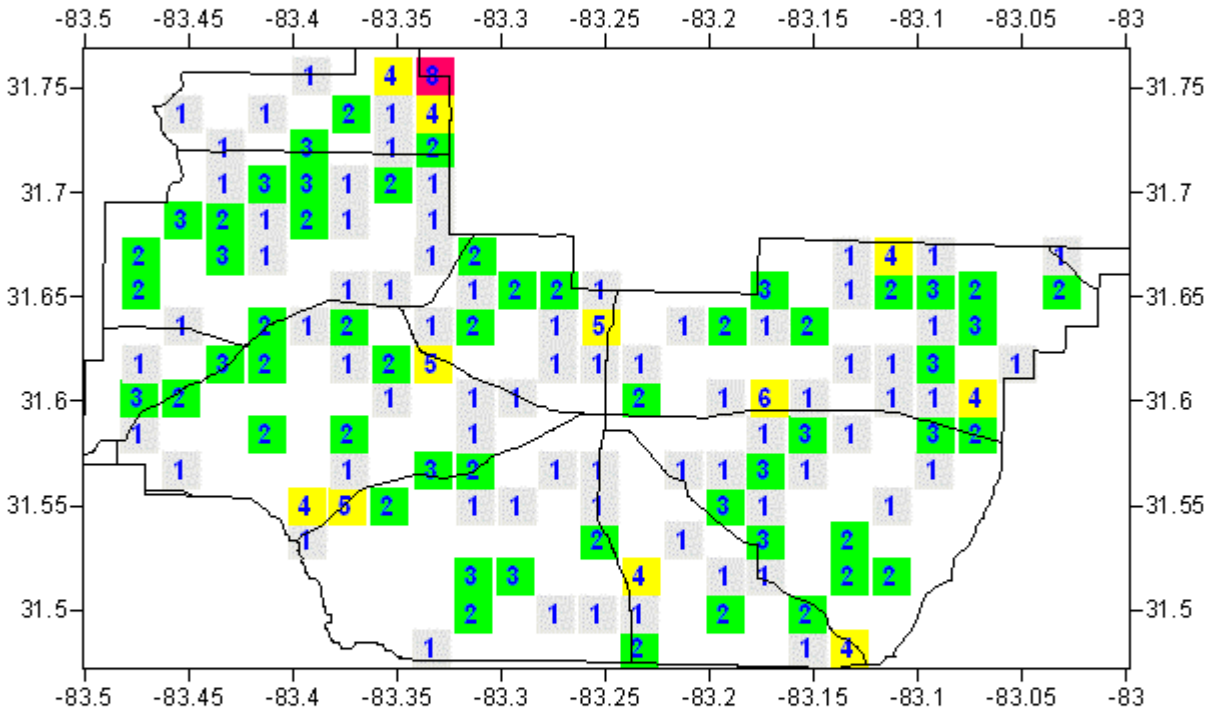 -83.5 -83.45 -83.4 -83.35 -83.3 -83.25 -83.2 -83.15 -83.1 -83.05 -83
31.75 1 4 8 31.75
1 1 2 1 4
1 3 1 2
31.7 1 3 3 1 2 1 31.7
3 2 1 2 1 1
2 3 1 1 2 1 4 1 1
31.65 2 1 1 1 2 2 1 3 1 2 3 2 2 31.65
1 2 1 2 1 2 1 5 1 2 1 2 1 3
1 3 2 1 2 5 1 1 1 1 1 3 1
31.6 3 2 1 1 1 2 1 6 1 1 1 4 31.6
1 2 2 1 1 3 1 3 2
1 1 3 2 1 1 1 1 3 1 1
31.55 4 5 2 1 1 1 3 1 1 31.55
1 2 1 3 2
3 3 4 1 1 2 2
31.5 2 1 1 1 2 2 31.5
1 2 1 4
-83.5 -83.45 -83.4 -83.35 -83.3 -83.25 -83.2 -83.15 -83.1 -83.05 -83